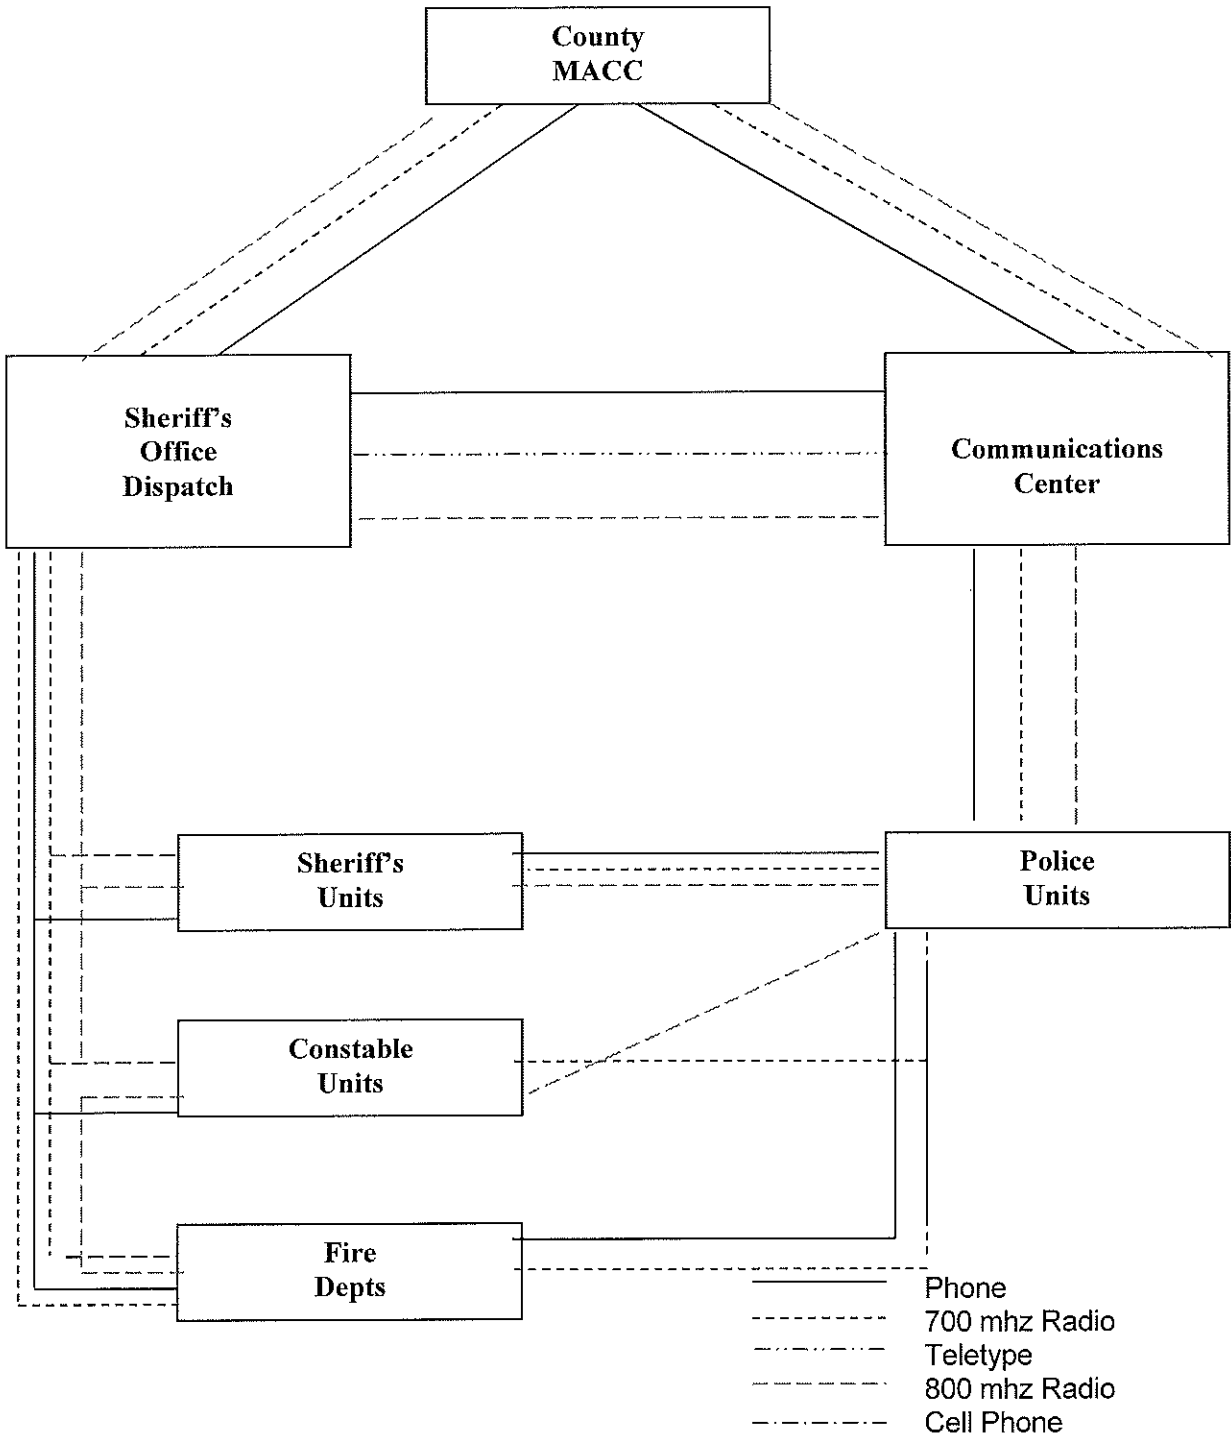 County
MACC
Sheriff's
Office
Dispatch
Communications
Center
Sheriff's
Units
Police
Units
Constable
Units
Fire
Depts
Phone
700 mhz Radio
Teletype
800 mhz Radio
Cell Phone